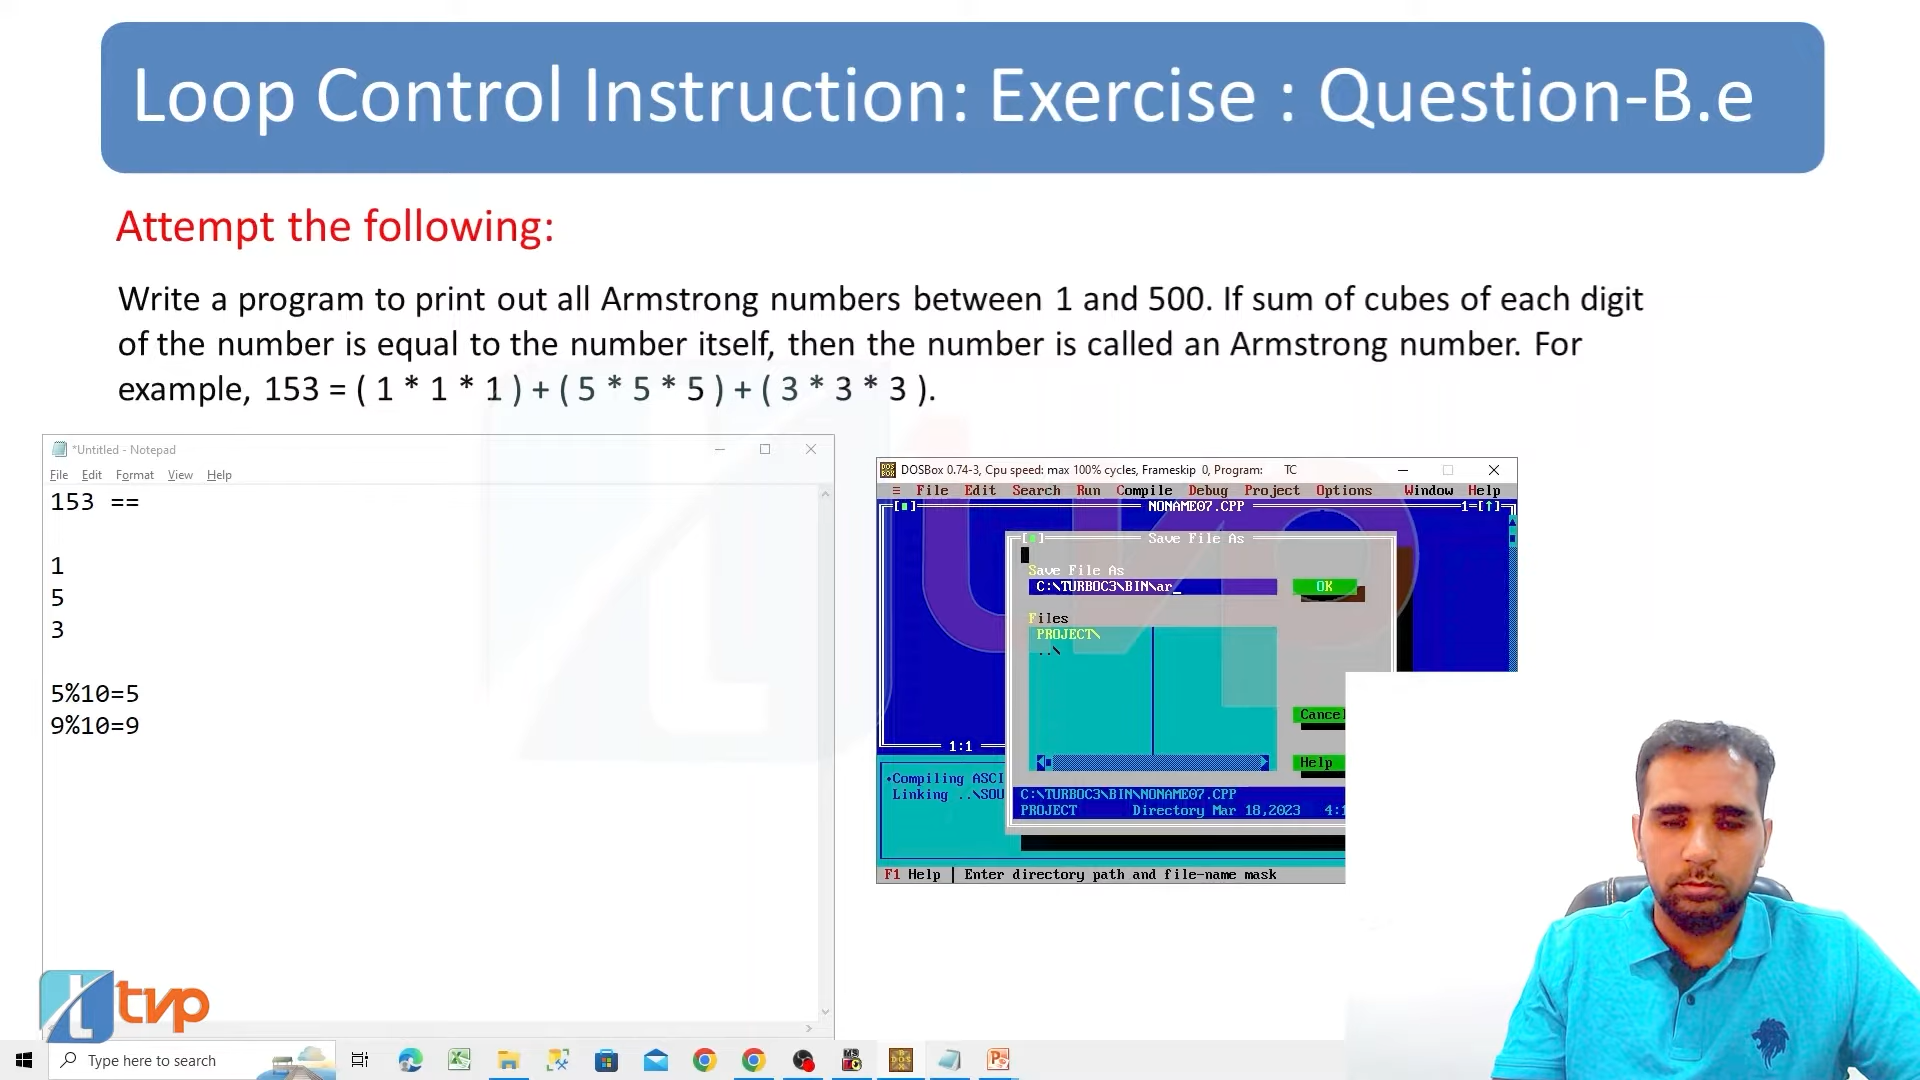 Loop Control Instruction: Exercise : Question-B.e
Attempt the following:
Write a program to print out all Armstrong numbers between 1 and 500. If sum of cubes of each digit
of the number is equal to the number itself, then the number is called an Armstrong number. For
example, 153 = ( 1 * 1 * 1 ) + ( 5 * 5 * 5 ) + ( 3 * 3 * 3 ).
*Untitled - Notepad
File Edit Format View Help
153 ==
1
5
3
5%10=5
9%10=9
DOSBox 0.74-3, Cpu speed: max 100% cycles, Frameskip 0, Program: TC
≡ File Edit Search Run Compile Debug Project Options Window Help
NONAME07.CPP
1=[↑]
Save File As
Save File As
C:\TURBOC3\BIN\ar_
OK
Files
PROJECT\
..\
Cancel
Help
1:1
•Compiling ASCI
Linking ..\SOU
C:\TURBOC3\BIN\NONAME07.CPP
PROJECT Directory Mar 18,2023 4:1
F1 Help | Enter directory path and file-name mask
tvp
Type here to search